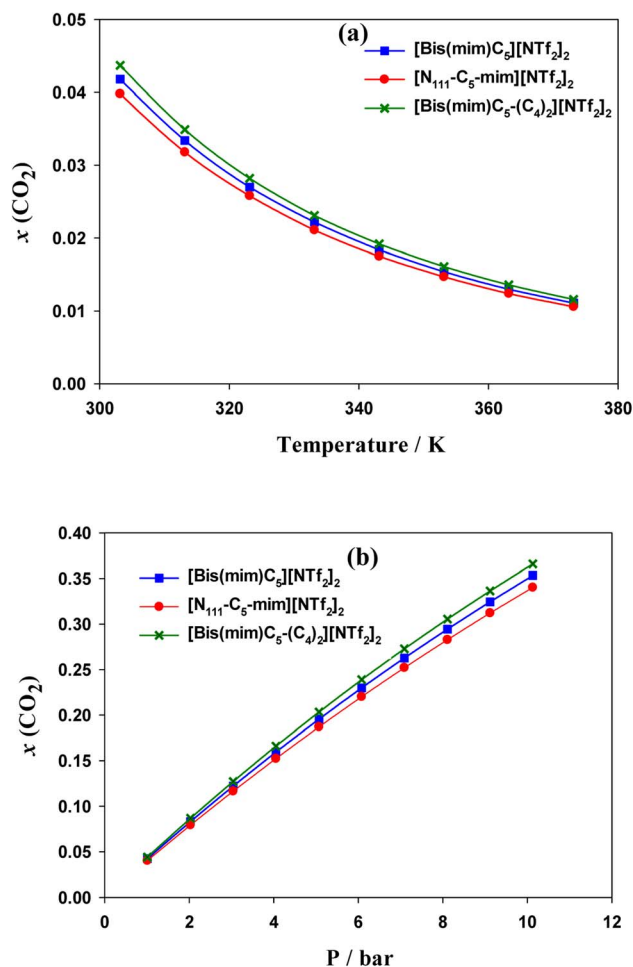 (a)
[Bis(mim)C5][NTf2]2
[N111-C5-mim][NTf2]2
[Bis(mim)C5-(C4)2][NTf2]2
0.05
0.04
0.03
0.02
0.01
0.00
x (CO2)
300 320 340 360 380
Temperature / K
(b)
[Bis(mim)C5][NTf2]2
[N111-C5-mim][NTf2]2
[Bis(mim)C5-(C4)2][NTf2]2
0.40
0.35
0.30
0.25
0.20
0.15
0.10
0.05
0.00
x (CO2)
0 2 4 6 8 10 12
P / bar